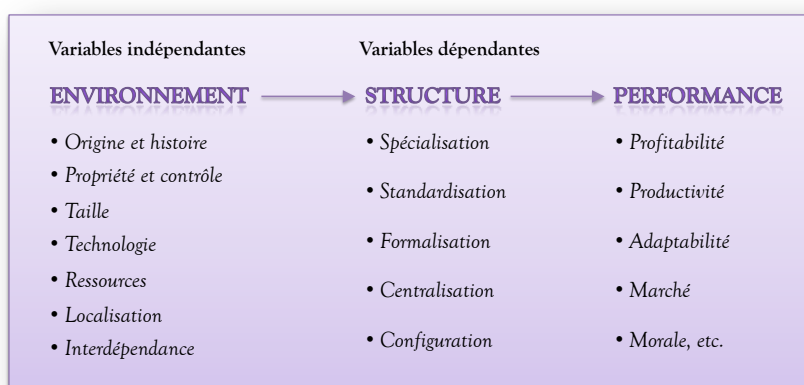 Variables indépendantes
Variables dépendantes
ENVIRONNEMENT
STRUCTURE
PERFORMANCE
• Origine et histoire
• Propriété et contrôle
• Taille
• Technologie
• Ressources
• Localisation
• Interdépendance
• Spécialisation
• Standardisation
• Formalisation
• Centralisation
• Configuration
• Profitabilité
• Productivité
• Adaptabilité
• Marché
• Morale, etc.